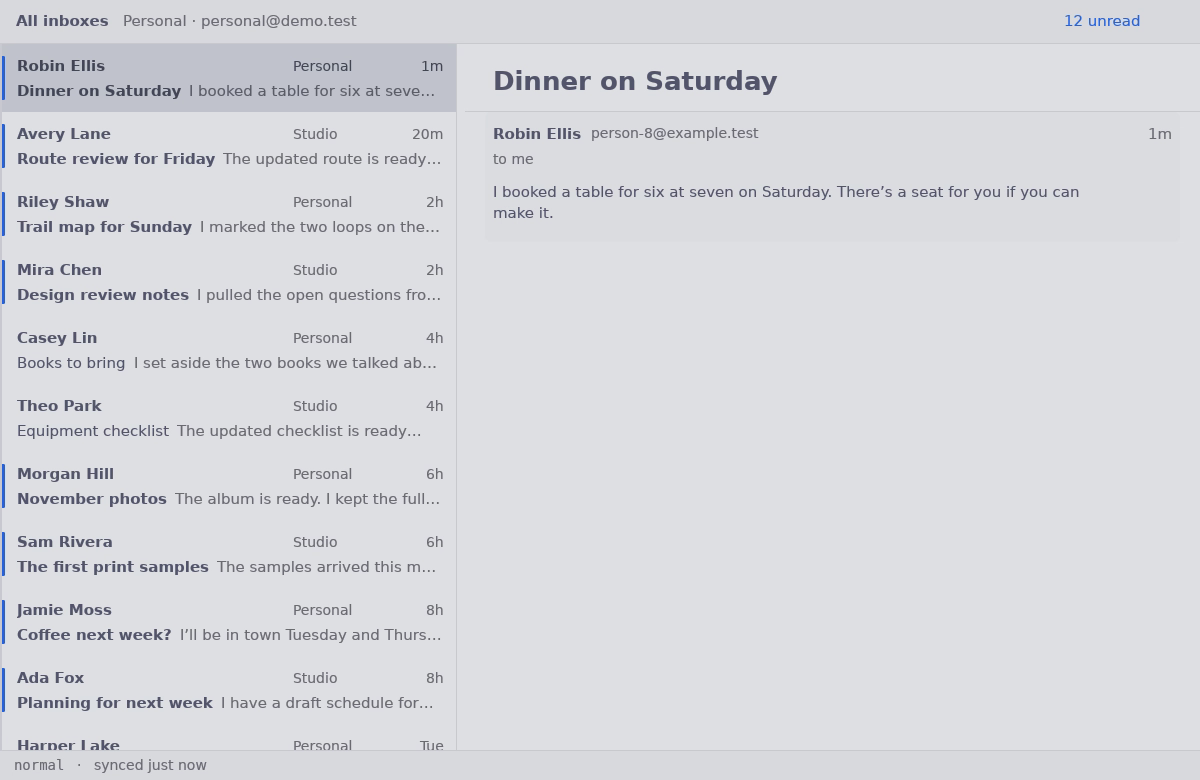 All inboxes Personal · personal@demo.test 12 unread
Robin Ellis Personal 1m
Dinner on Saturday I booked a table for six at seve…
Avery Lane Studio 20m
Route review for Friday The updated route is ready…
Riley Shaw Personal 2h
Trail map for Sunday I marked the two loops on the…
Mira Chen Studio 2h
Design review notes I pulled the open questions fro…
Casey Lin Personal 4h
Books to bring I set aside the two books we talked ab…
Theo Park Studio 4h
Equipment checklist The updated checklist is ready…
Morgan Hill Personal 6h
November photos The album is ready. I kept the full…
Sam Rivera Studio 6h
The first print samples The samples arrived this m…
Jamie Moss Personal 8h
Coffee next week? I’ll be in town Tuesday and Thurs…
Ada Fox Studio 8h
Planning for next week I have a draft schedule for…
Harper Lake Personal Tue
Dinner on Saturday
Robin Ellis person-8@example.test 1m
to me
I booked a table for six at seven on Saturday. There’s a seat for you if you can
make it.
normal · synced just now